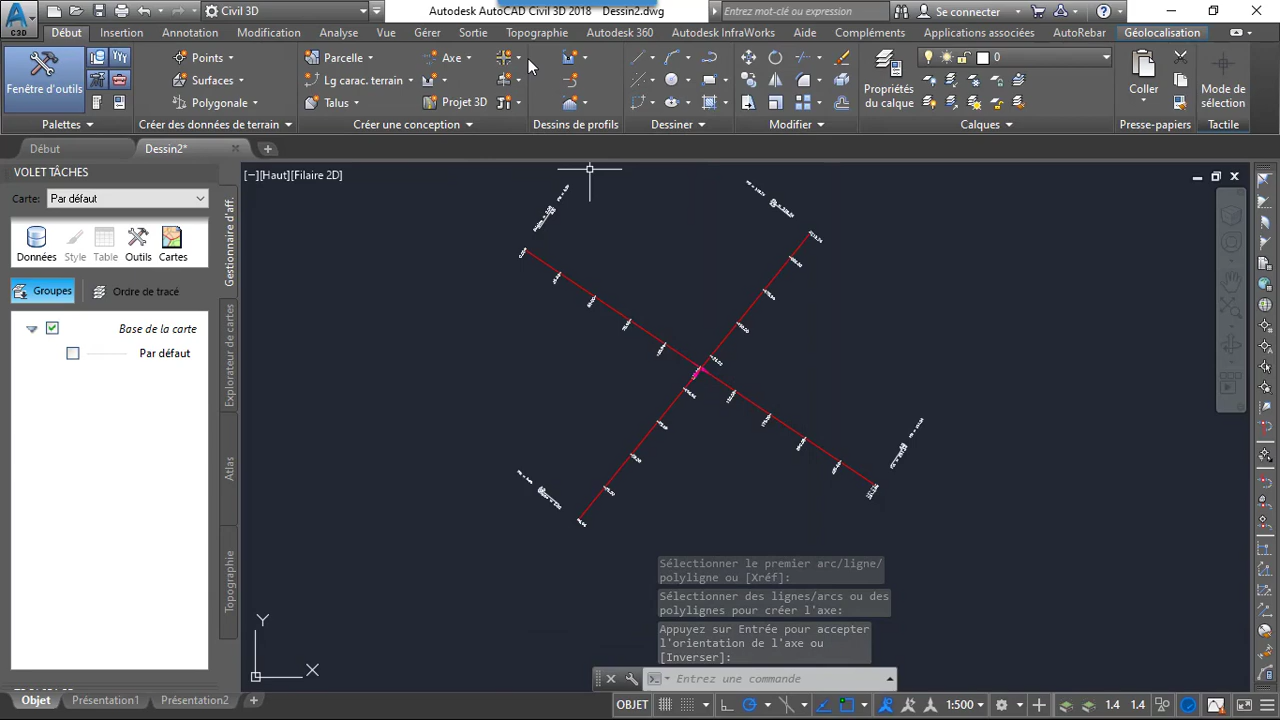 C3D
Civil 3D
Autodesk AutoCAD Civil 3D 2018 Dessin2.dwg
Entrez mot-clé ou expression
Se connecter
Début
Insertion
Annotation
Modification
Analyse
Vue
Gérer
Sortie
Topographie
Autodesk 360
Autodesk InfraWorks
Aide
Compléments
Applications associées
AutoRebar
Géolocalisation
Fenêtre d'outils
Points
Surfaces
Polygonale
Parcelle
Lg carac. terrain
Talus
Axe
Projet 3D
Propriétés
du calque
0
Coller
Mode de
sélection
Palettes
Créer des données de terrain
Créer une conception
Dessins de profils
Dessiner
Modifier
Calques
Presse-papiers
Tactile
Début
Dessin2*
VOLET TÂCHES
[−][Haut][Filaire 2D]
Carte: Par défaut
Données
Style
Table
Outils
Cartes
Groupes
Ordre de tracé
Base de la carte
Par défaut
Gestionnaire d'aff.
Explorateur de cartes
Atlas
Topographie
Sélectionner le premier arc/ligne/
polyligne ou [Xréf]:
Sélectionner des lignes/arcs ou des
polylignes pour créer l'axe:
Appuyez sur Entrée pour accepter
l'orientation de l'axe ou
[Inverser]:
Y
X
Entrez une commande
Objet
Présentation1
Présentation2
OBJET
1:500
1.4
1.4